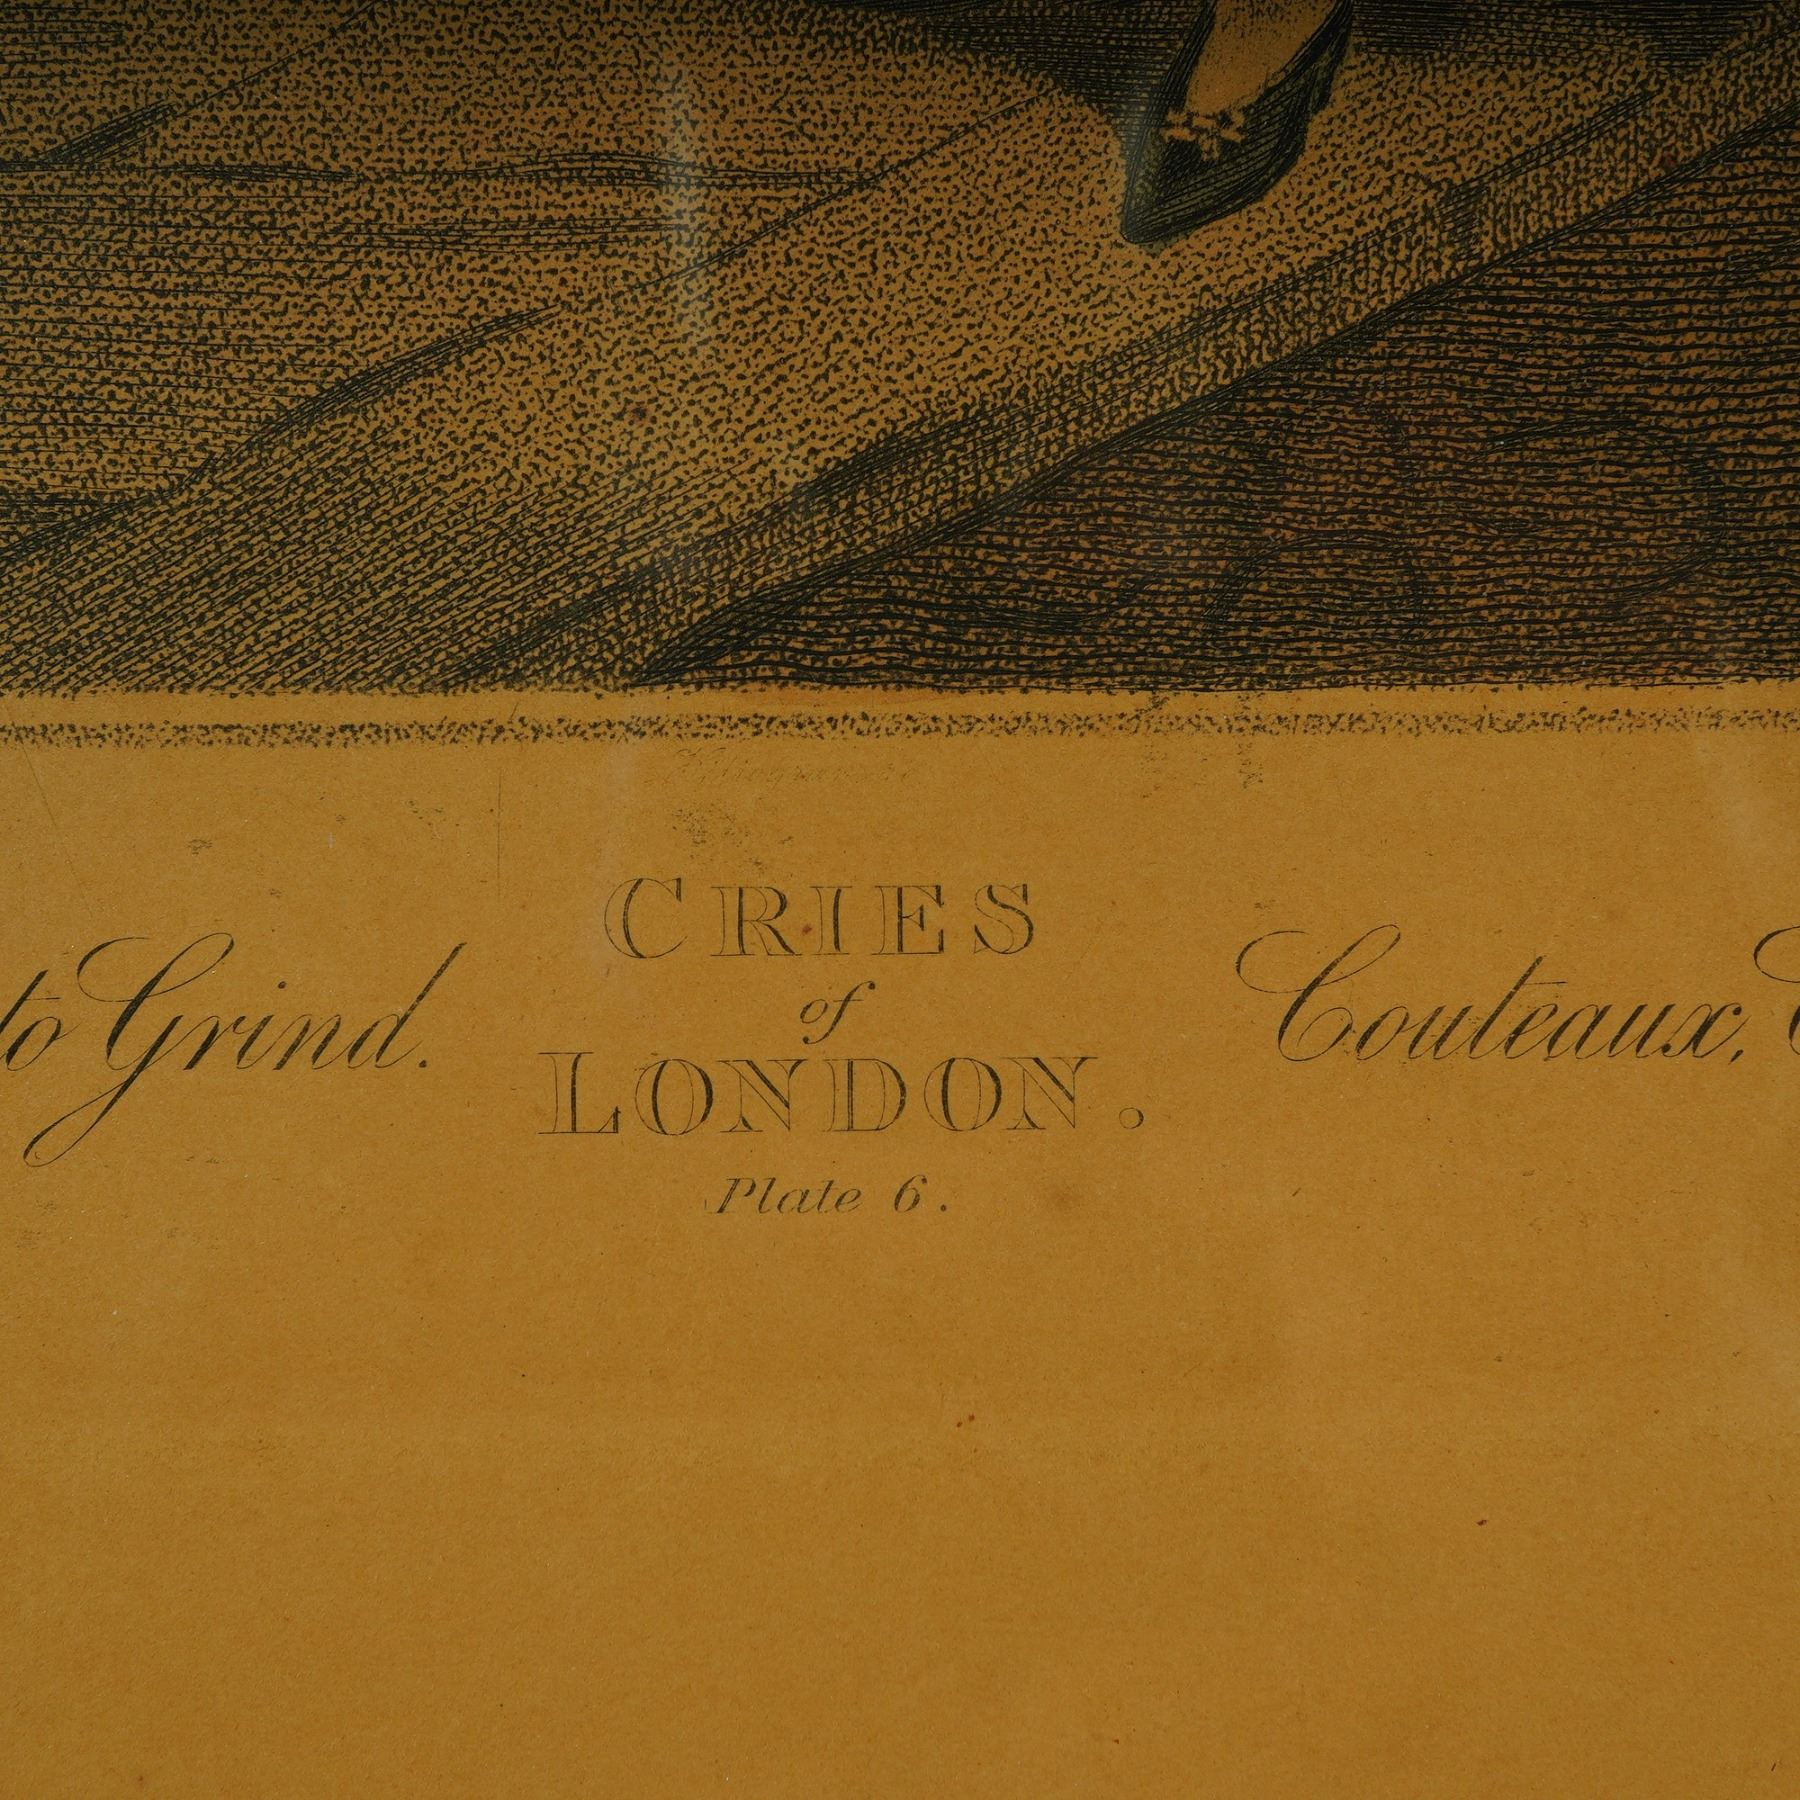 CRIES
of
LONDON.
to Grind.
Couteaux,
Plate 6.